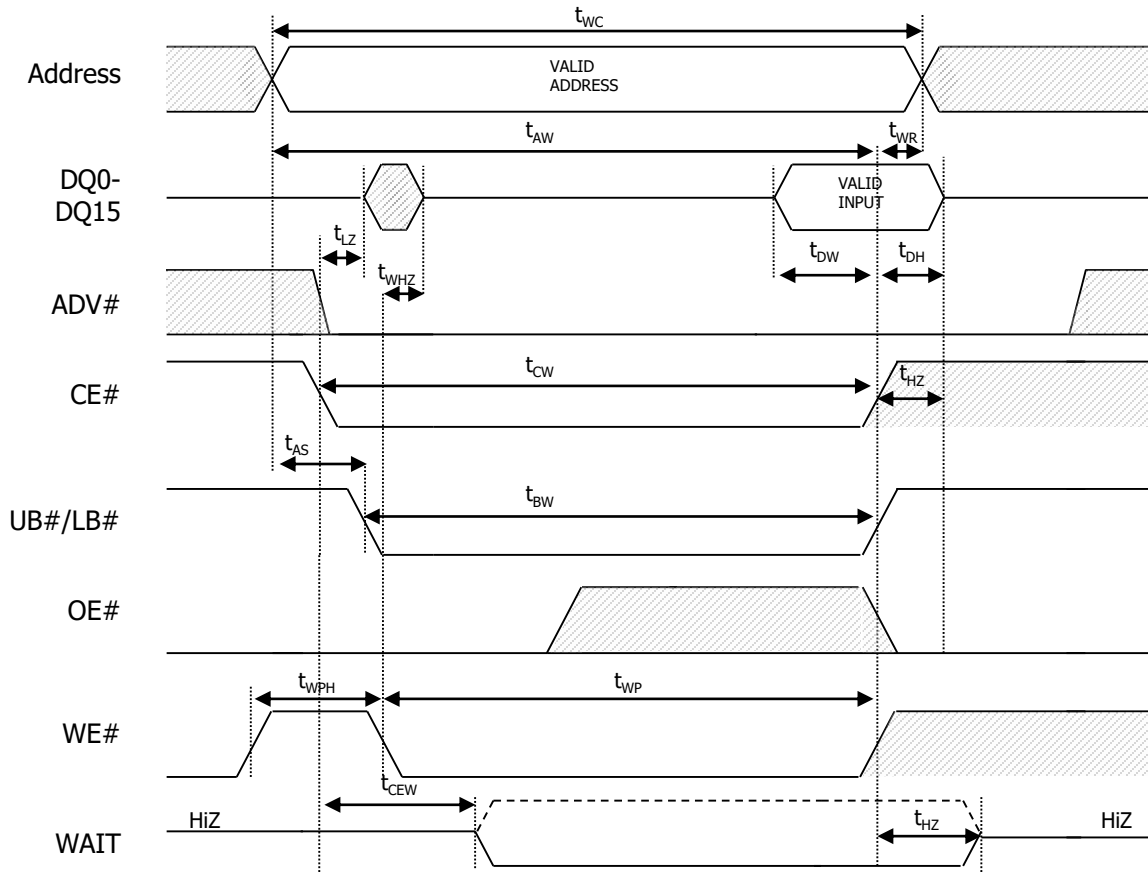 tWC
Address
VALID
ADDRESS
tAW
tWR
DQ0-
DQ15
VALID
INPUT
tLZ
tDW
tDH
tWHZ
ADV#
tCW
tHZ
CE#
tAS
tBW
UB#/LB#
OE#
tWPH
tWP
WE#
tCEW
HiZ
tHZ
HiZ
WAIT